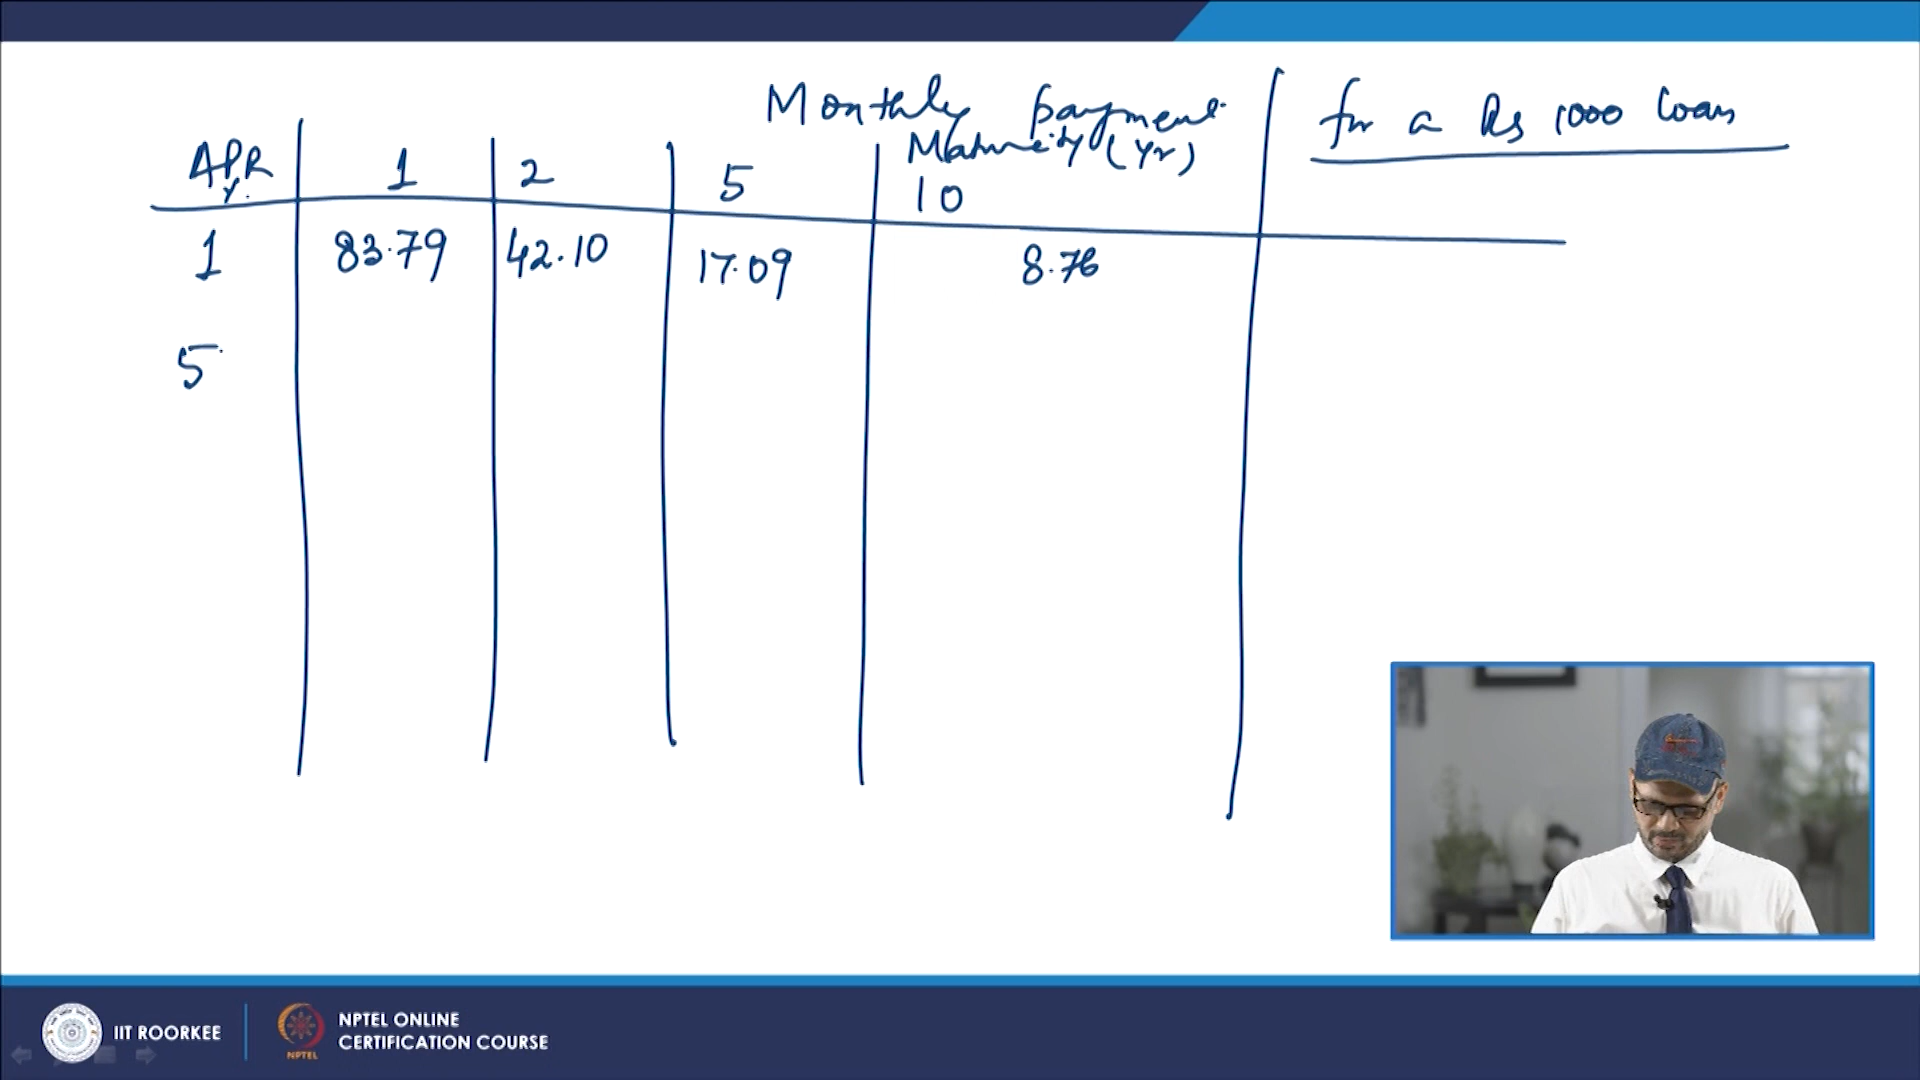 Monthly payment for a Rs 1000 loan
Maturity (Yr)
APR % 1 2 5 10
1 83.79 42.10 17.09 8.76
5
IIT ROORKEE
NPTEL
NPTEL ONLINE
CERTIFICATION COURSE